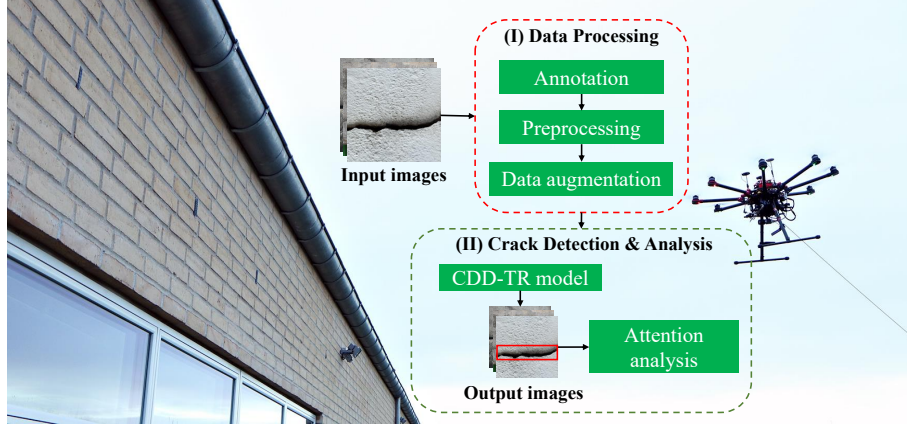 (I) Data Processing
Annotation
Preprocessing
Data augmentation
Input images
(II) Crack Detection & Analysis
CDD-TR model
Attention
analysis
Output images